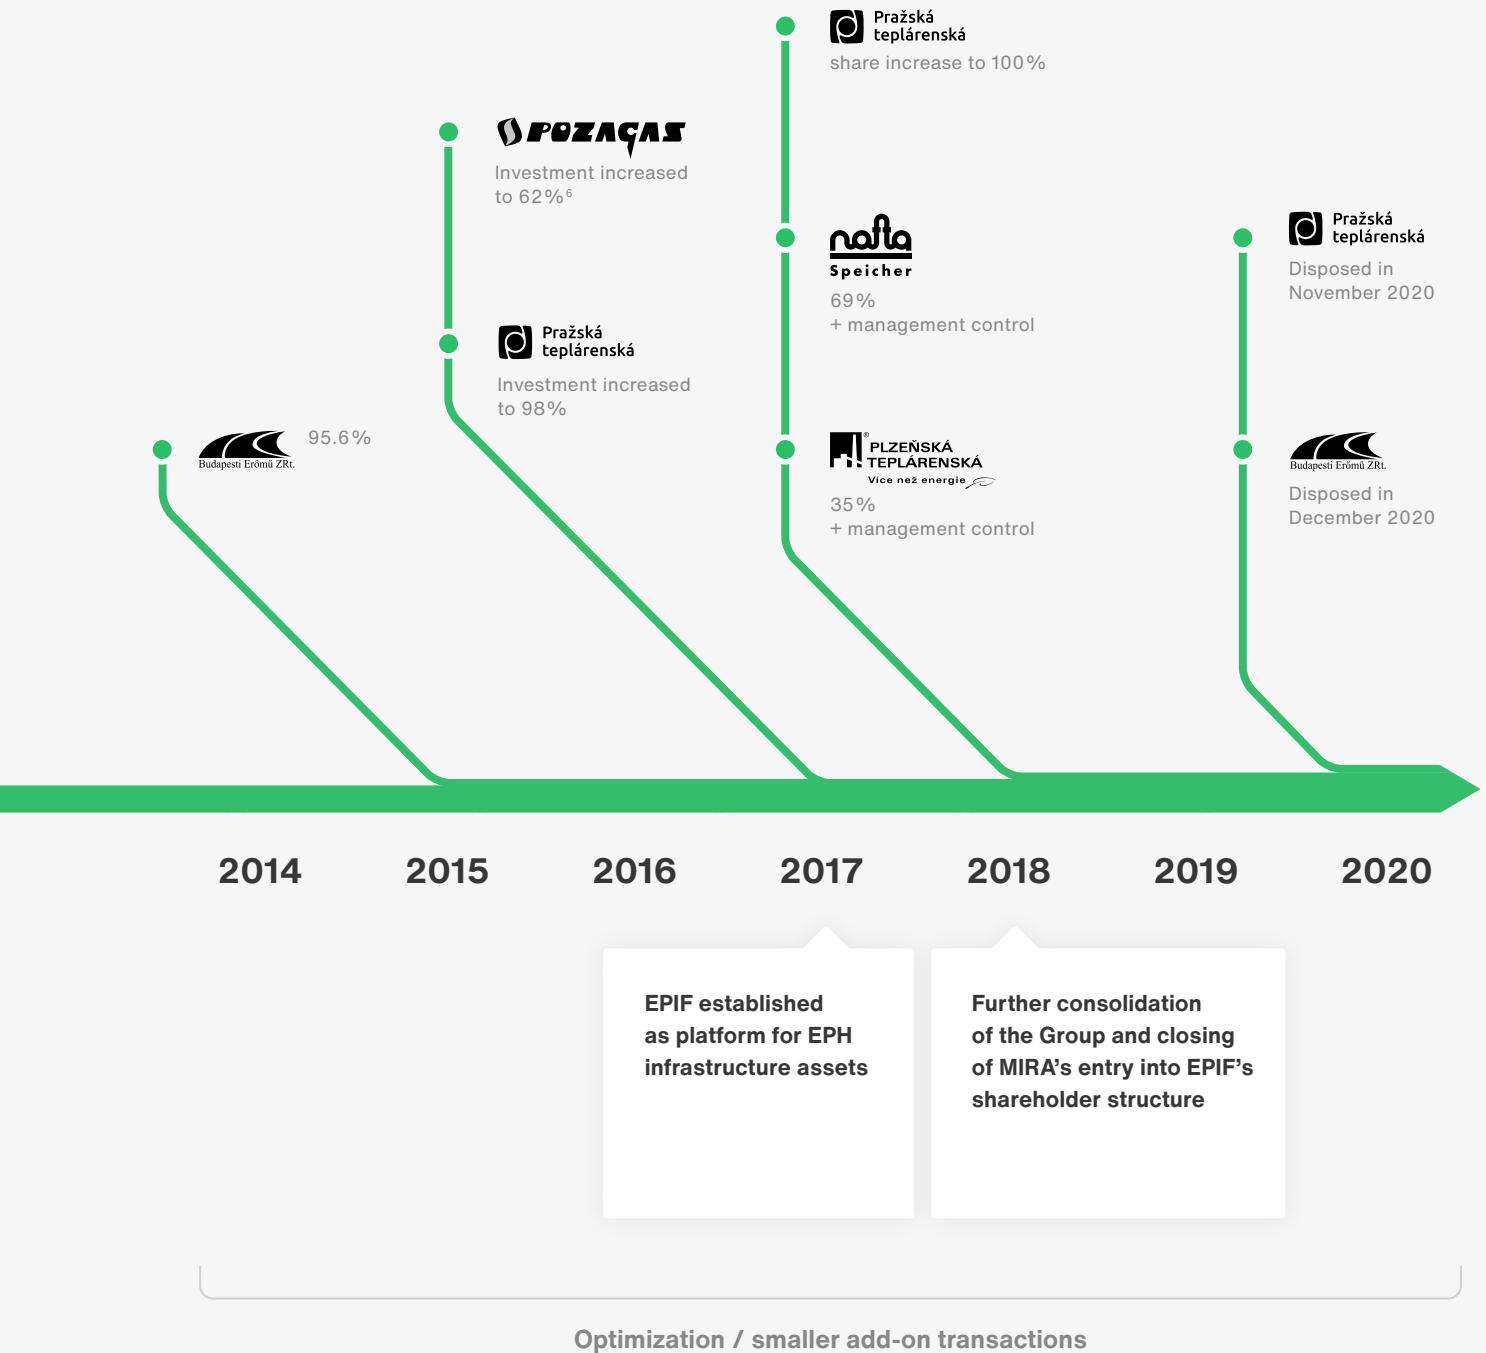 Pražská
teplárenská
share increase to 100%
POZAGAS
Investment increased
to 62%⁶
nafta
Speicher
69%
+ management control
Pražská
teplárenská
Disposed in
November 2020
Pražská
teplárenská
Investment increased
to 98%
Budapesti Erőmű ZRt.
95.6%
® PLZEŇSKÁ
TEPLÁRENSKÁ
Více než energie
35%
+ management control
Budapesti Erőmű ZRt.
Disposed in
December 2020
2014 2015 2016 2017 2018 2019 2020
EPIF established
as platform for EPH
infrastructure assets
Further consolidation
of the Group and closing
of MIRA’s entry into EPIF’s
shareholder structure
Optimization / smaller add-on transactions